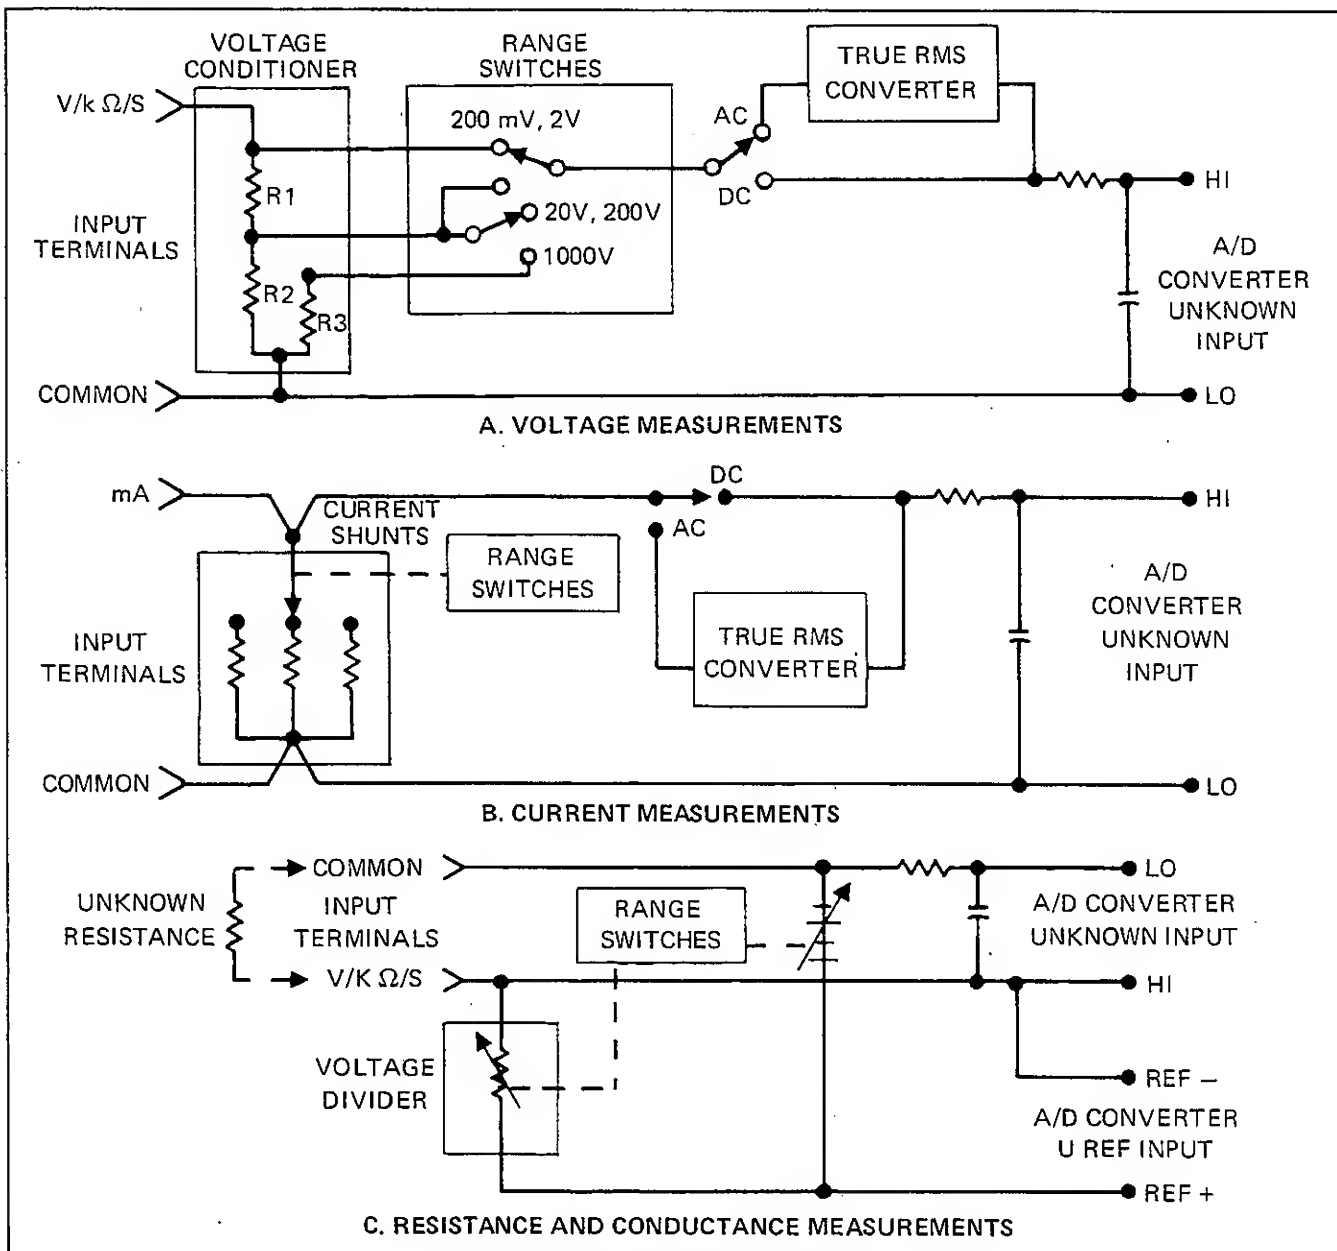 VOLTAGE
CONDITIONER
RANGE
SWITCHES
TRUE RMS
CONVERTER
V/k Ω/S
200 mV, 2V
AC
DC
HI
R1
INPUT
TERMINALS
20V, 200V
1000V
R2
R3
A/D
CONVERTER
UNKNOWN
INPUT
COMMON
LO
A. VOLTAGE MEASUREMENTS
mA
CURRENT
SHUNTS
DC
AC
HI
RANGE
SWITCHES
INPUT
TERMINALS
TRUE RMS
CONVERTER
A/D
CONVERTER
UNKNOWN
INPUT
COMMON
LO
B. CURRENT MEASUREMENTS
UNKNOWN
RESISTANCE
COMMON
INPUT
TERMINALS
V/K Ω/S
RANGE
SWITCHES
LO
A/D CONVERTER
UNKNOWN INPUT
HI
VOLTAGE
DIVIDER
REF –
A/D CONVERTER
U REF INPUT
REF +
C. RESISTANCE AND CONDUCTANCE MEASUREMENTS